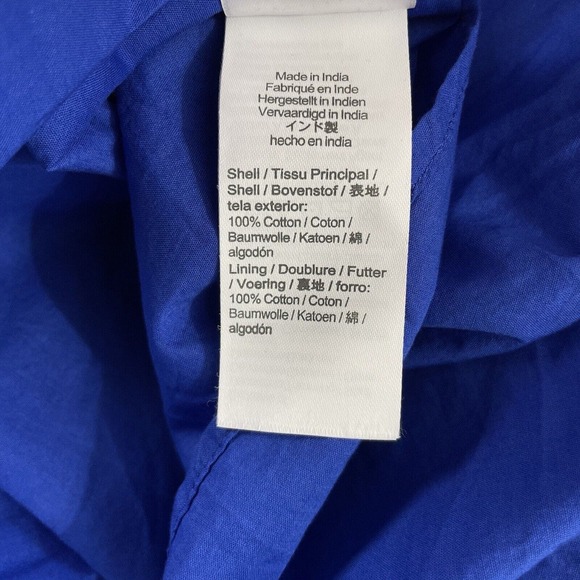 Made in India
Fabriqué en Inde
Hergestellt in Indien
Vervaardigd in India
インド製
hecho en india
Shell / Tissu Principal /
Shell / Bovenstof / 表地 /
tela exterior:
100% Cotton / Coton /
Baumwolle / Katoen / 綿 /
algodón
Lining / Doublure / Futter
/ Voering / 裏地 / forro:
100% Cotton / Coton /
Baumwolle / Katoen / 綿 /
algodón